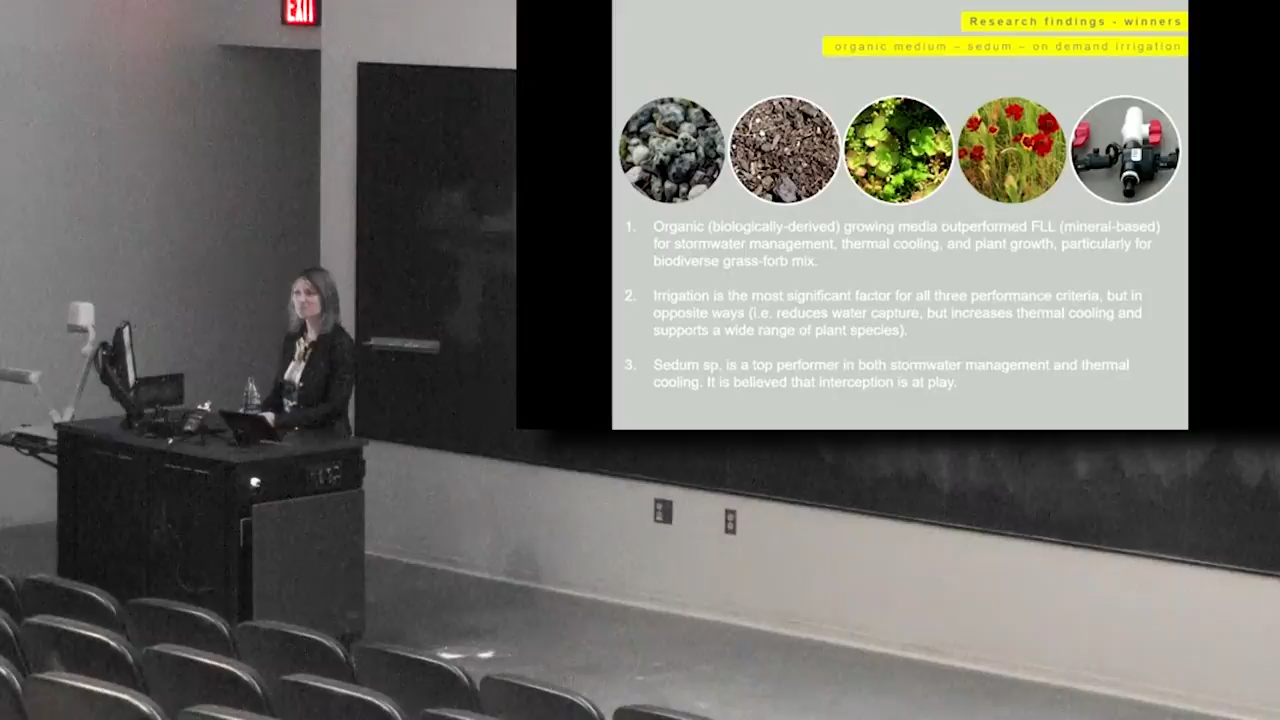 EXIT
Research findings - winners
organic medium – sedum – on demand irrigation
1. Organic (biologically-derived) growing media outperformed FLL (mineral-based)
for stormwater management, thermal cooling, and plant growth, particularly for
biodiverse grass-forb mix.
2. Irrigation is the most significant factor for all three performance criteria, but in
opposite ways (i.e. reduces water capture, but increases thermal cooling and
supports a wide range of plant species).
3. Sedum sp. is a top performer in both stormwater management and thermal
cooling. It is believed that interception is at play.